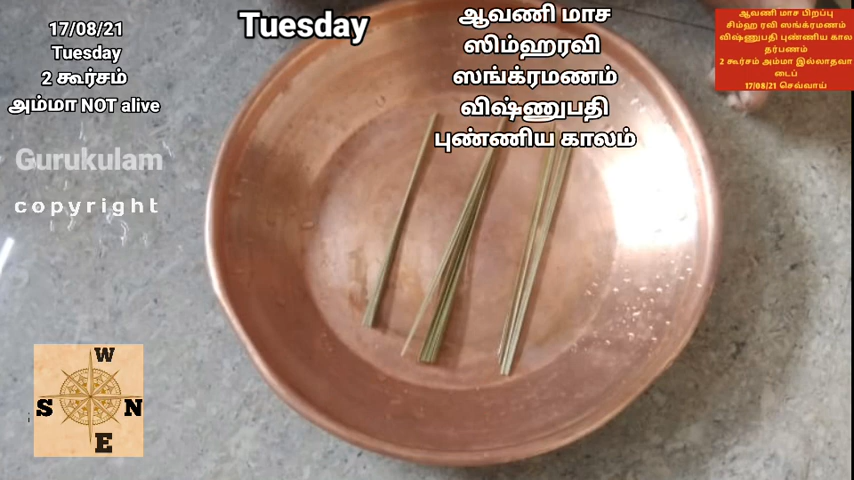 17/08/21
Tuesday
2 கூர்சம்
அம்மா NOT alive
Gurukulam
copyright
Tuesday
ஆவணி மாச
ஸிம்ஹரவி
ஸங்க்ரமணம்
விஷ்ணுபதி
புண்ணிய காலம்
ஆவணி மாச பிறப்பு
சிம்ஹ ரவி ஸங்க்ரமணம்
விஷ்ணுபதி புண்ணிய கால
தர்பணம்
2 கூர்சம் அம்மா இல்லாதவா
டைப்
17/08/21 செவ்வாய்
W
S N
E